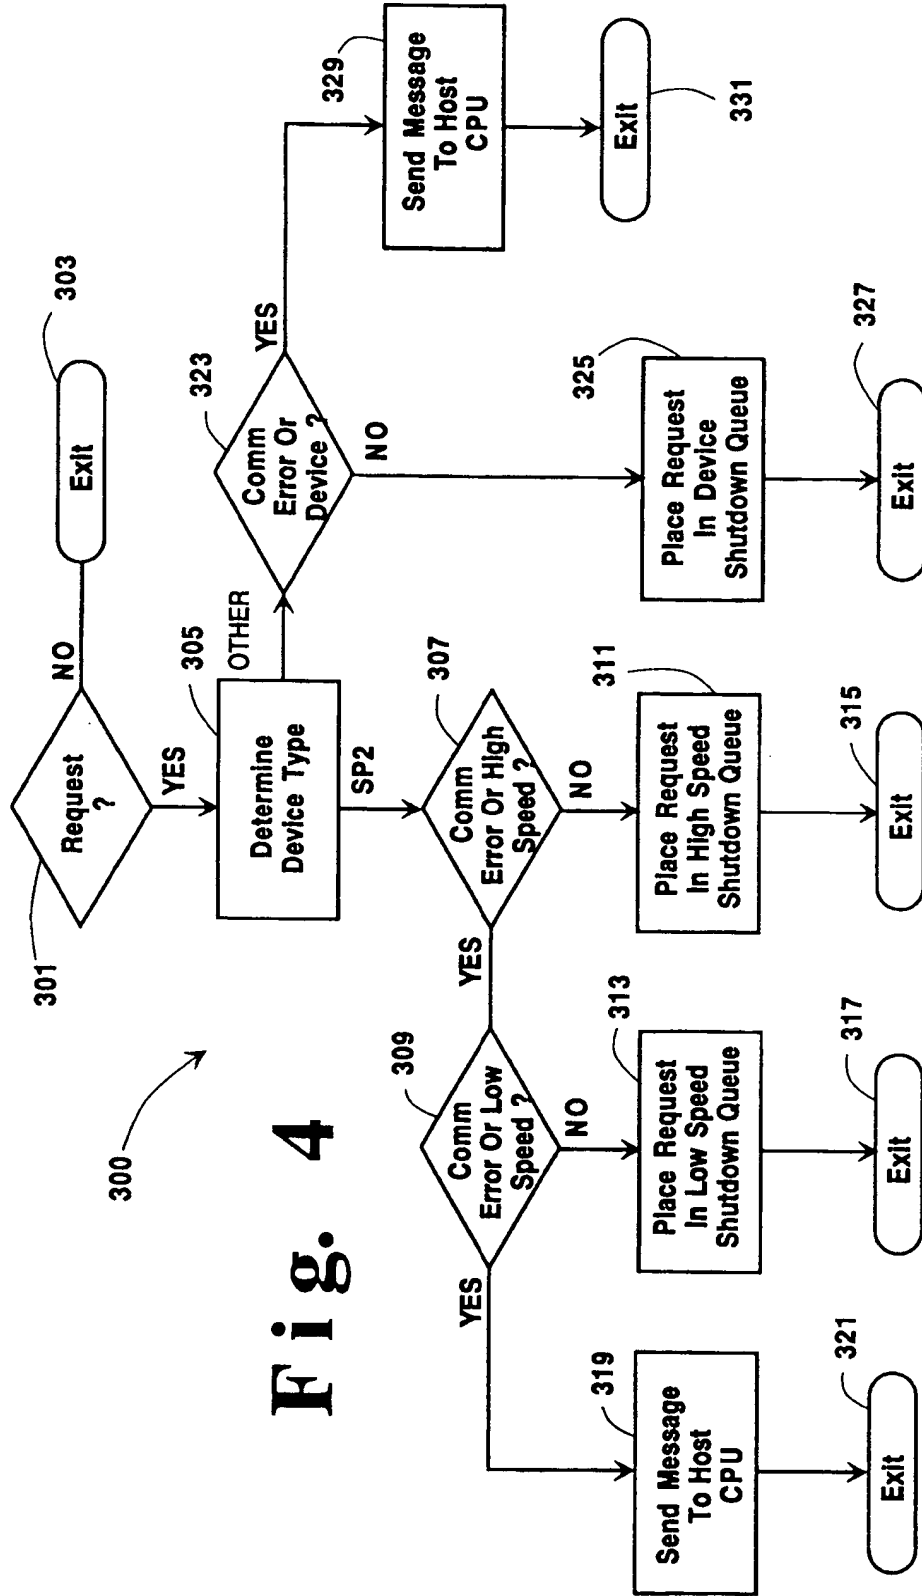 300
Fig. 4
301
Request
?
NO
Exit
303
YES
305
Determine
Device Type
OTHER
SP2
323
Comm
Error Or
Device ?
YES
NO
329
Send Message
To Host
CPU
Exit
331
307
Comm
Error Or High
Speed ?
YES
NO
309
Comm
Error Or Low
Speed ?
YES
NO
319
Send Message
To Host
CPU
321
Exit
313
Place Request
In Low Speed
Shutdown Queue
317
Exit
311
Place Request
In High Speed
Shutdown Queue
315
Exit
325
Place Request
In Device
Shutdown Queue
327
Exit